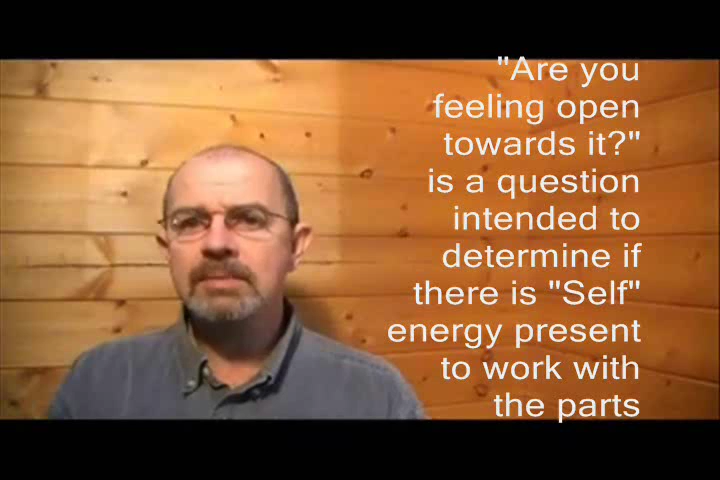 "Are you
feeling open
towards it?"
is a question
intended to
determine if
there is "Self"
energy present
to work with
the parts